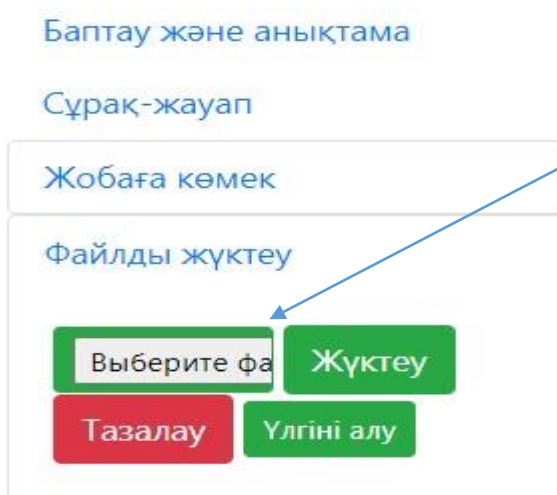 Баптау және анықтама
Сұрақ-жауап
Жобаға көмек
Файлды жүктеу
Выберите фа Жүктеу
Тазалау Үлгіні алу